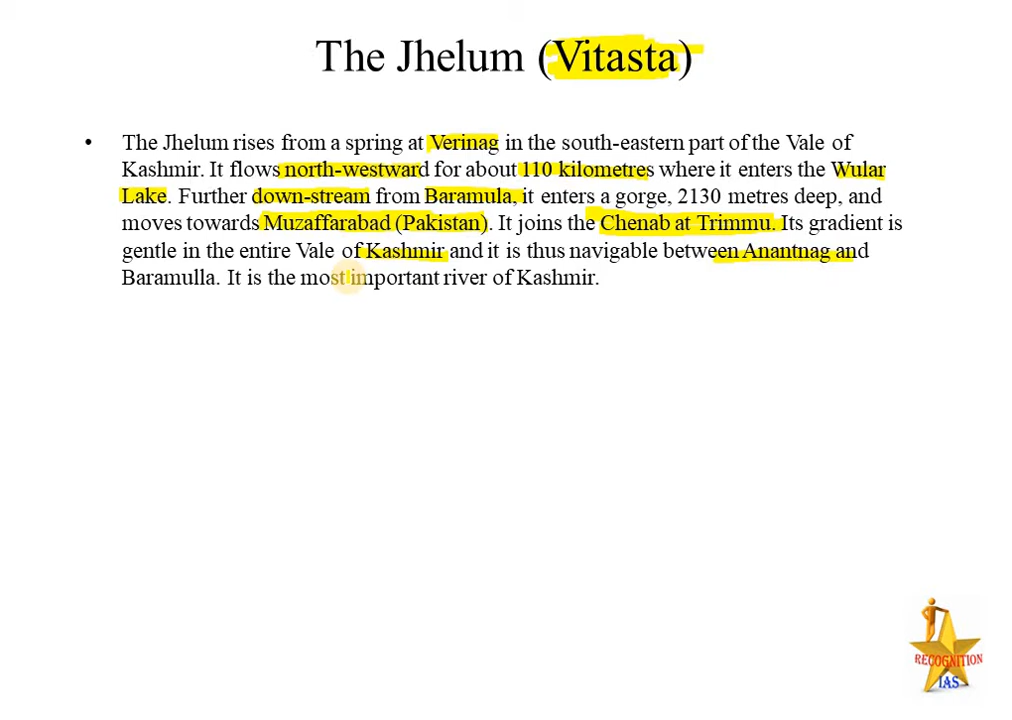 The Jhelum (Vitasta)
• The Jhelum rises from a spring at Verinag in the south-eastern part of the Vale of
Kashmir. It flows north-westward for about 110 kilometres where it enters the Wular
Lake. Further down-stream from Baramula, it enters a gorge, 2130 metres deep, and
moves towards Muzaffarabad (Pakistan). It joins the Chenab at Trimmu. Its gradient is
gentle in the entire Vale of Kashmir and it is thus navigable between Anantnag and
Baramulla. It is the most important river of Kashmir.
RECOGNITION
IAS